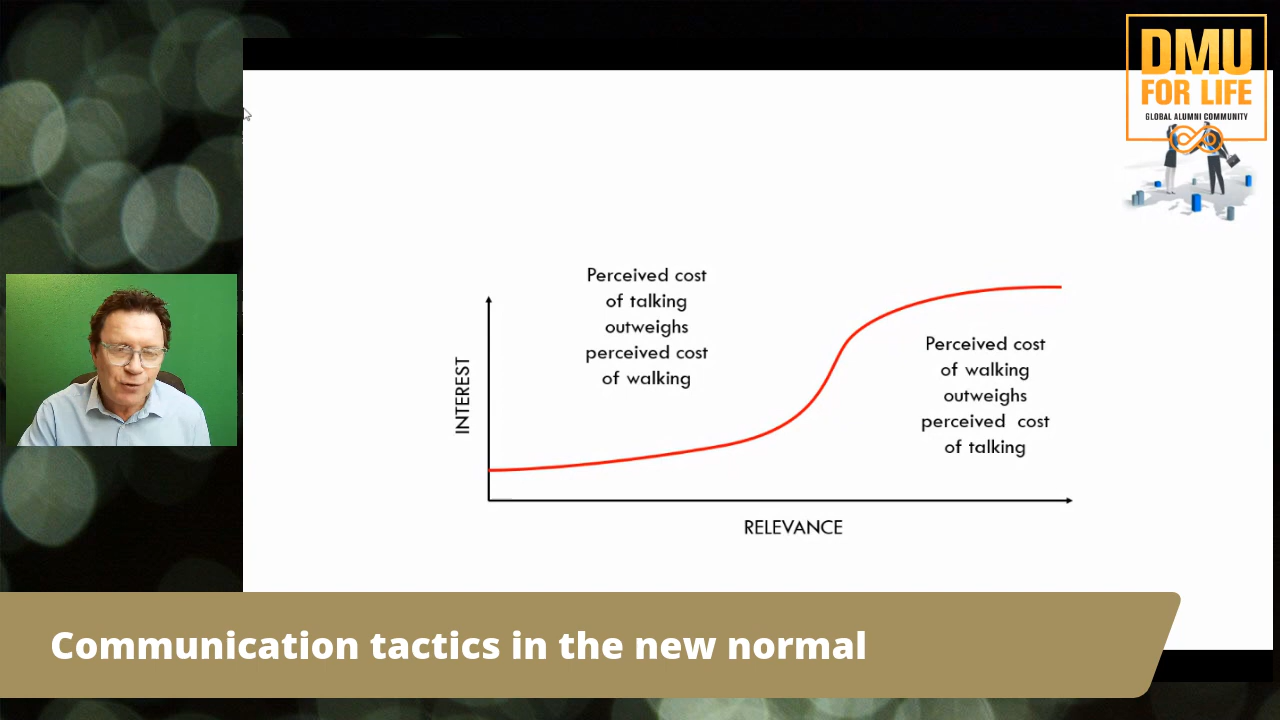 DMU
FOR LIFE
GLOBAL ALUMNI COMMUNITY
Perceived cost
of talking
outweighs
perceived cost
of walking
Perceived cost
of walking
outweighs
perceived cost
of talking
INTEREST
RELEVANCE
Communication tactics in the new normal